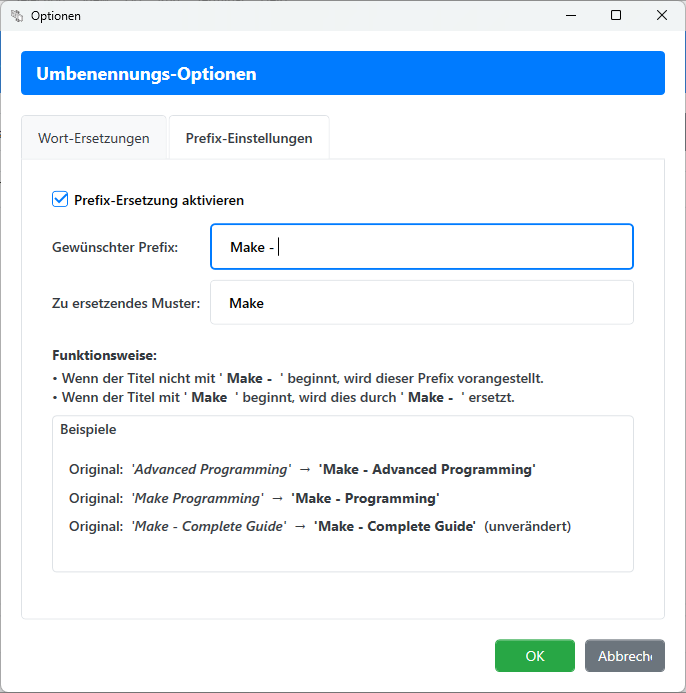 Optionen
Umbenennungs-Optionen
Wort-Ersetzungen Prefix-Einstellungen
Prefix-Ersetzung aktivieren
Gewünschter Prefix: Make -
Zu ersetzendes Muster: Make
Funktionsweise:
• Wenn der Titel nicht mit ' Make -  ' beginnt, wird dieser Prefix vorangestellt.
• Wenn der Titel mit ' Make  ' beginnt, wird dies durch ' Make -  ' ersetzt.
Beispiele
Original: 'Advanced Programming' → 'Make - Advanced Programming'
Original: 'Make Programming' → 'Make - Programming'
Original: 'Make - Complete Guide' → 'Make - Complete Guide' (unverändert)
OK Abbreche